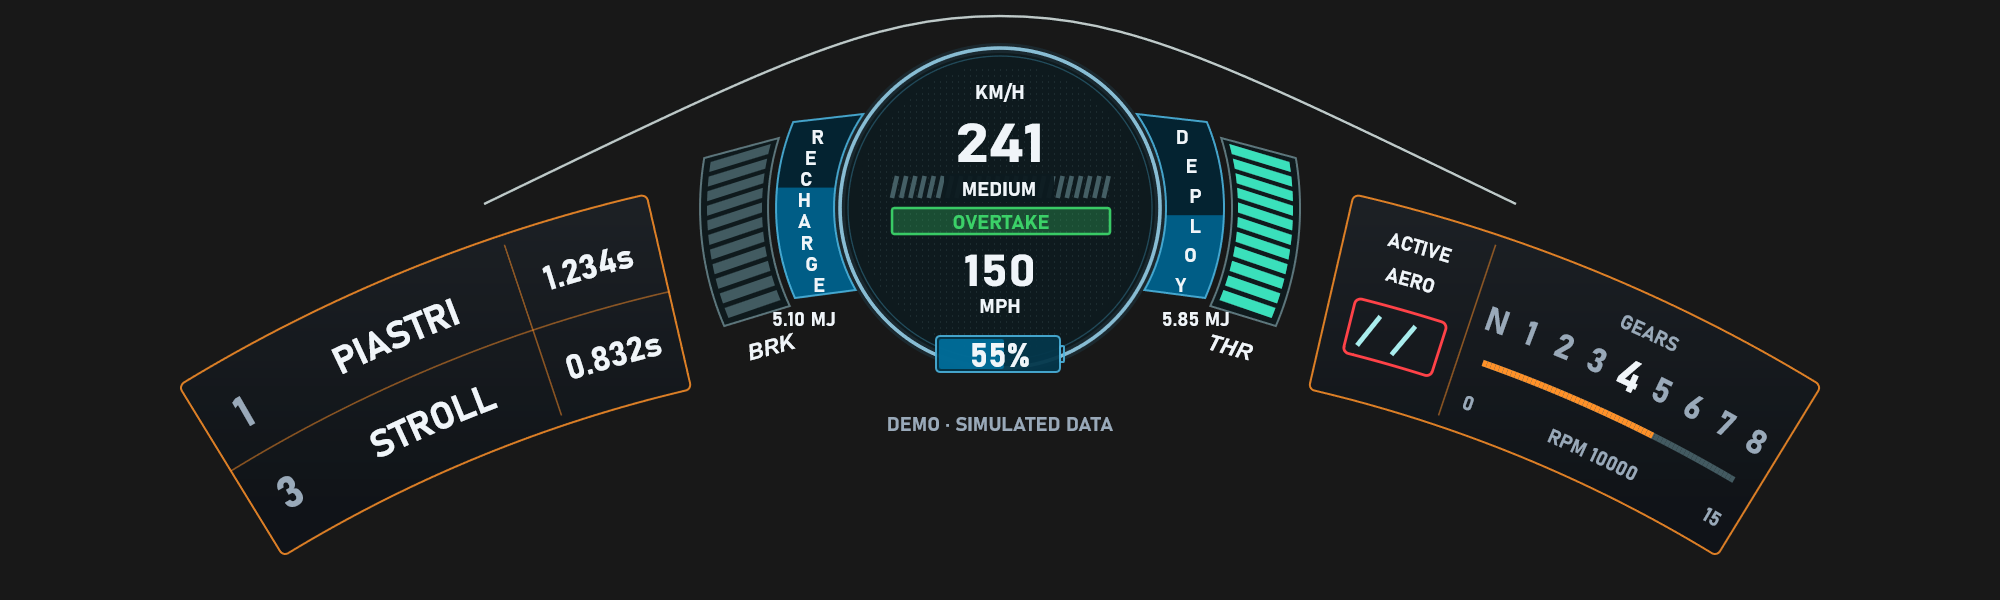 1 PIASTRI 1.234s
3 STROLL 0.832s
BRK
RECHARGE
5.10 MJ
KM/H
241
MEDIUM
OVERTAKE
150
MPH
55%
DEMO · SIMULATED DATA
DEPLOY
5.85 MJ
THR
ACTIVE
AERO
GEARS
N 1 2 3 4 5 6 7 8
0
RPM 10000
15